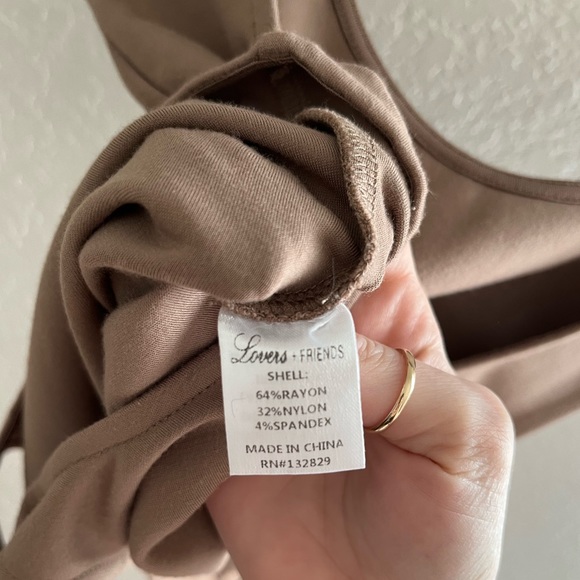 Lovers + FRIENDS
SHELL:
64%RAYON
32%NYLON
4%SPANDEX
MADE IN CHINA
RN#132829